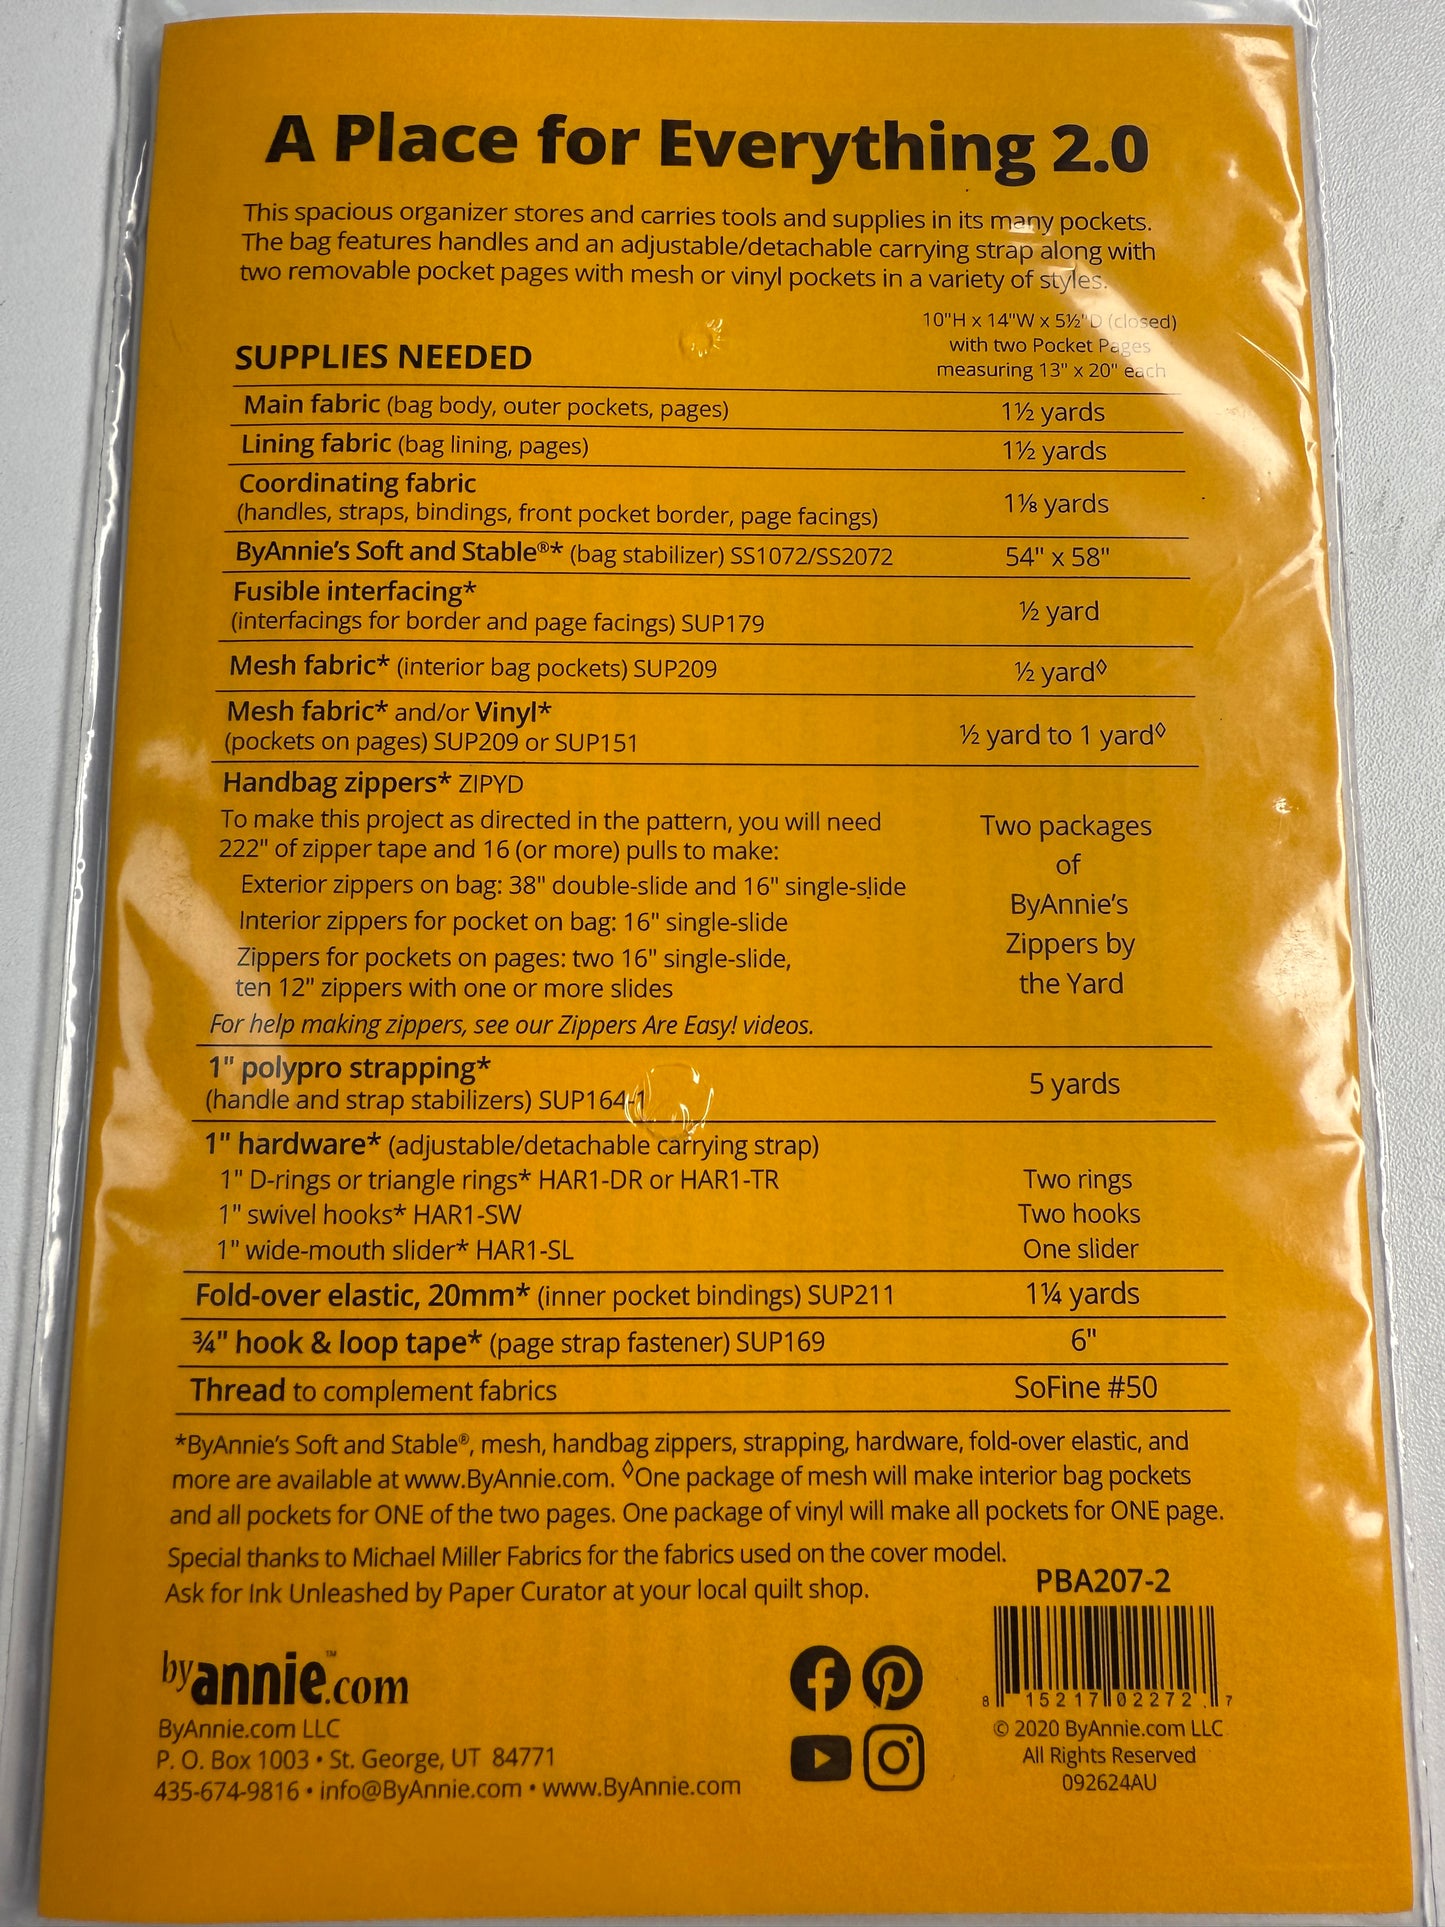 A Place for Everything 2.0
This spacious organizer stores and carries tools and supplies in its many pockets.
The bag features handles and an adjustable/detachable carrying strap along with
two removable pocket pages with mesh or vinyl pockets in a variety of styles.
10"H x 14"W x 5½"D (closed)
with two Pocket Pages
measuring 13" x 20" each
SUPPLIES NEEDED
Main fabric (bag body, outer pockets, pages) 1½ yards
Lining fabric (bag lining, pages) 1½ yards
Coordinating fabric
(handles, straps, bindings, front pocket border, page facings) 1⅛ yards
ByAnnie's Soft and Stable®* (bag stabilizer) SS1072/SS2072 54" x 58"
Fusible interfacing*
(interfacings for border and page facings) SUP179 ½ yard
Mesh fabric* (interior bag pockets) SUP209 ½ yard◊
Mesh fabric* and/or Vinyl*
(pockets on pages) SUP209 or SUP151 ½ yard to 1 yard◊
Handbag zippers* ZIPYD
To make this project as directed in the pattern, you will need
222" of zipper tape and 16 (or more) pulls to make:
Exterior zippers on bag: 38" double-slide and 16" single-slide
Interior zippers for pocket on bag: 16" single-slide
Zippers for pockets on pages: two 16" single-slide,
ten 12" zippers with one or more slides
For help making zippers, see our Zippers Are Easy! videos.
Two packages
of
ByAnnie's
Zippers by
the Yard
1" polypro strapping*
(handle and strap stabilizers) SUP164-1 5 yards
1" hardware* (adjustable/detachable carrying strap)
1" D-rings or triangle rings* HAR1-DR or HAR1-TR Two rings
1" swivel hooks* HAR1-SW Two hooks
1" wide-mouth slider* HAR1-SL One slider
Fold-over elastic, 20mm* (inner pocket bindings) SUP211 1¼ yards
¾" hook & loop tape* (page strap fastener) SUP169 6"
Thread to complement fabrics SoFine #50
*ByAnnie's Soft and Stable®, mesh, handbag zippers, strapping, hardware, fold-over elastic, and
more are available at www.ByAnnie.com. ◊One package of mesh will make interior bag pockets
and all pockets for ONE of the two pages. One package of vinyl will make all pockets for ONE page.
Special thanks to Michael Miller Fabrics for the fabrics used on the cover model.
Ask for Ink Unleashed by Paper Curator at your local quilt shop.
PBA207-2
8 15217 02272 7
© 2020 ByAnnie.com LLC
All Rights Reserved
092624AU
byannie.com™
ByAnnie.com LLC
P. O. Box 1003 • St. George, UT 84771
435-674-9816 • info@ByAnnie.com • www.ByAnnie.com